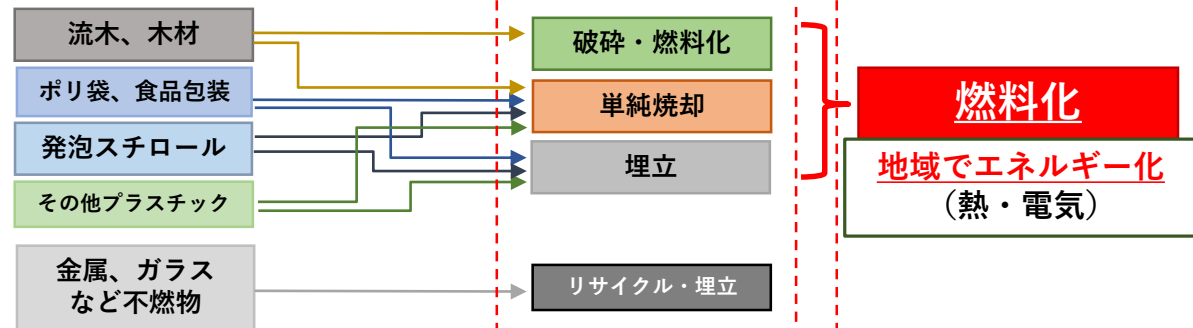 流木、木材
ポリ袋、食品包装
発泡スチロール
その他プラスチック
金属、ガラス
など不燃物
破砕・燃料化
単純焼却
埋立
リサイクル・埋立
燃料化
地域でエネルギー化
（熱・電気）